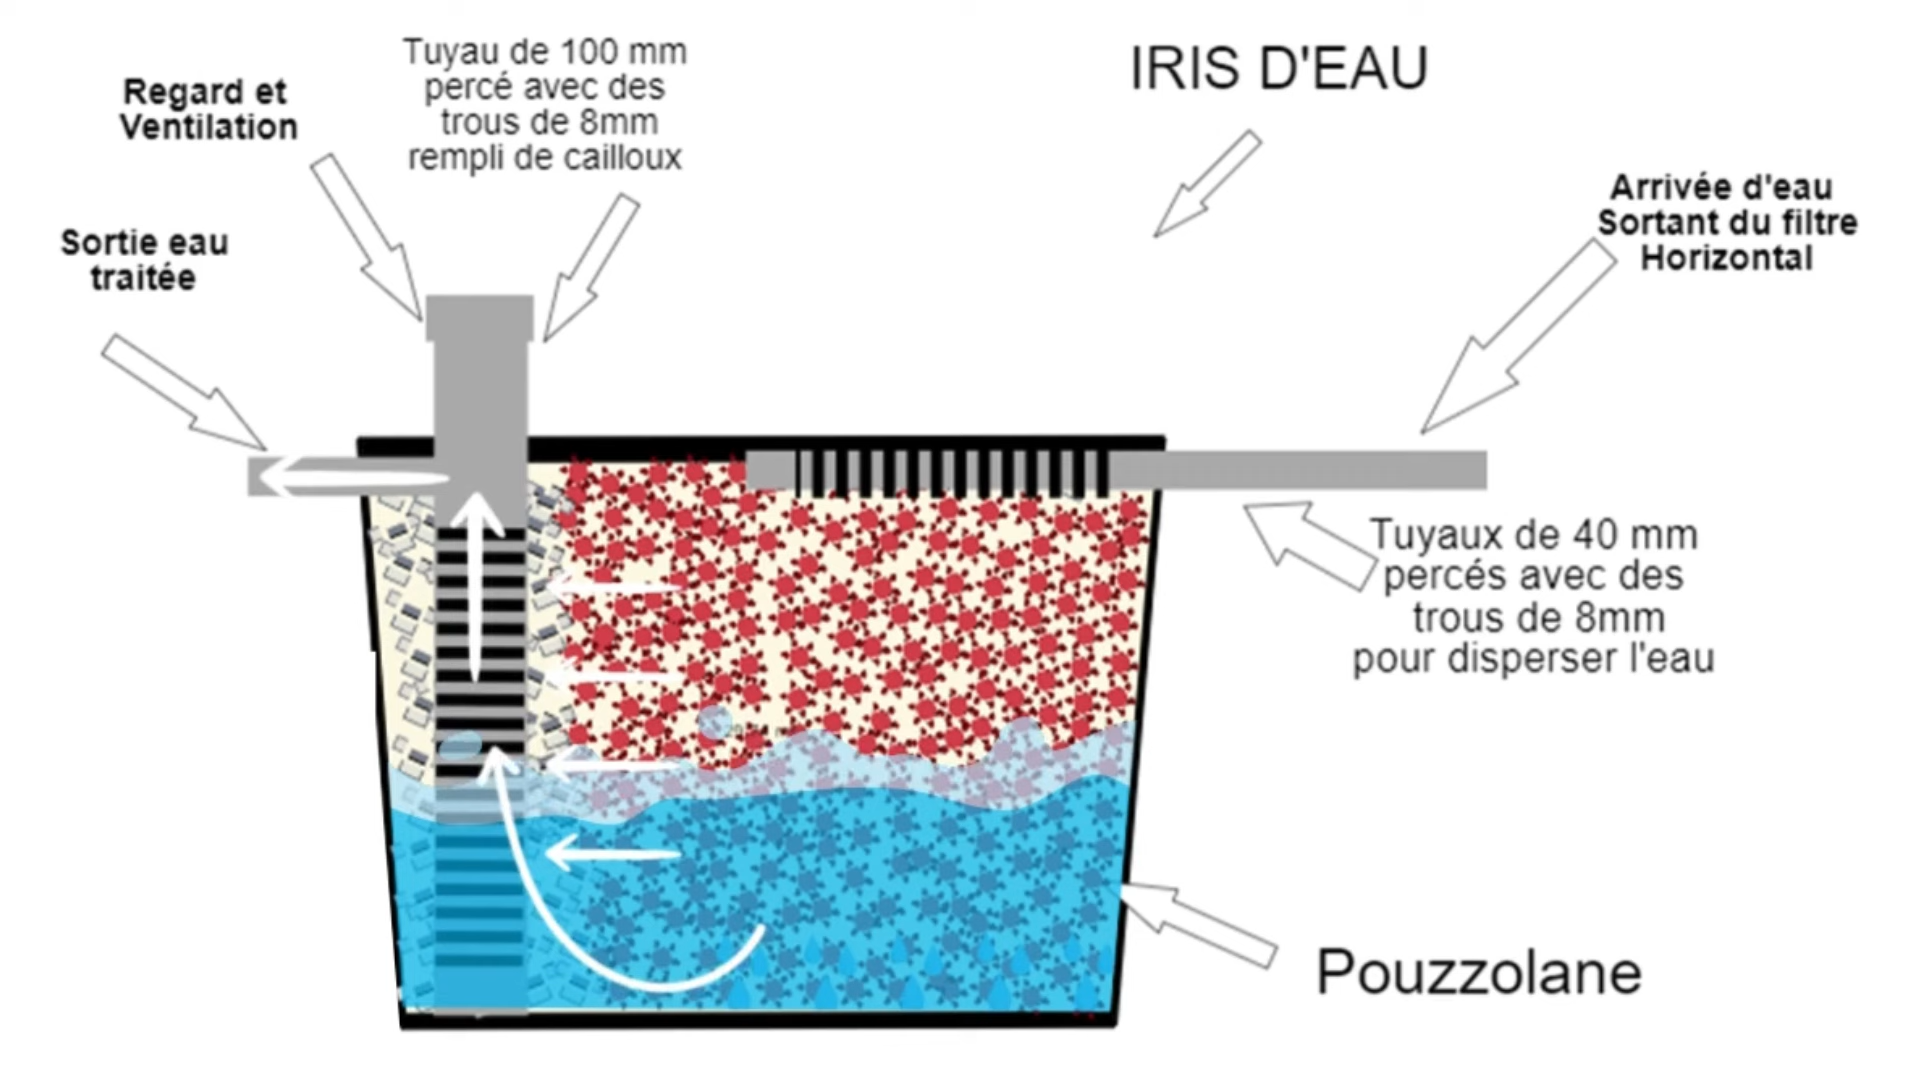 Regard et
Ventilation
Tuyau de 100 mm
percé avec des
trous de 8mm
rempli de cailloux
IRIS D'EAU
Arrivée d'eau
Sortant du filtre
Horizontal
Sortie eau
traitée
Tuyaux de 40 mm
percés avec des
trous de 8mm
pour disperser l'eau
Pouzzolane